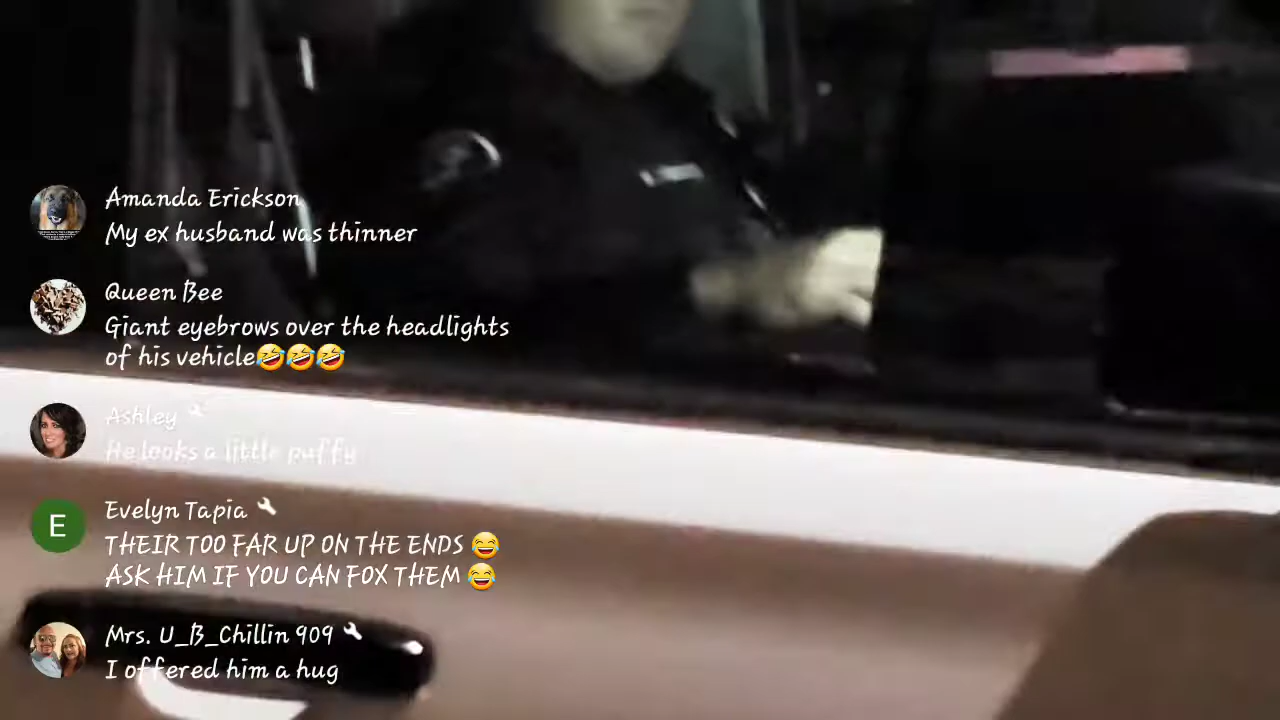 Amanda Erickson
My ex husband was thinner
Queen Bee
Giant eyebrows over the headlights
of his vehicle🤣🤣🤣
Ashley
He looks a little puffy
E
Evelyn Tapia
THEIR TOO FAR UP ON THE ENDS 😂
ASK HIM IF YOU CAN FOX THEM 😂
Mrs. U_B_Chillin 909
I offered him a hug